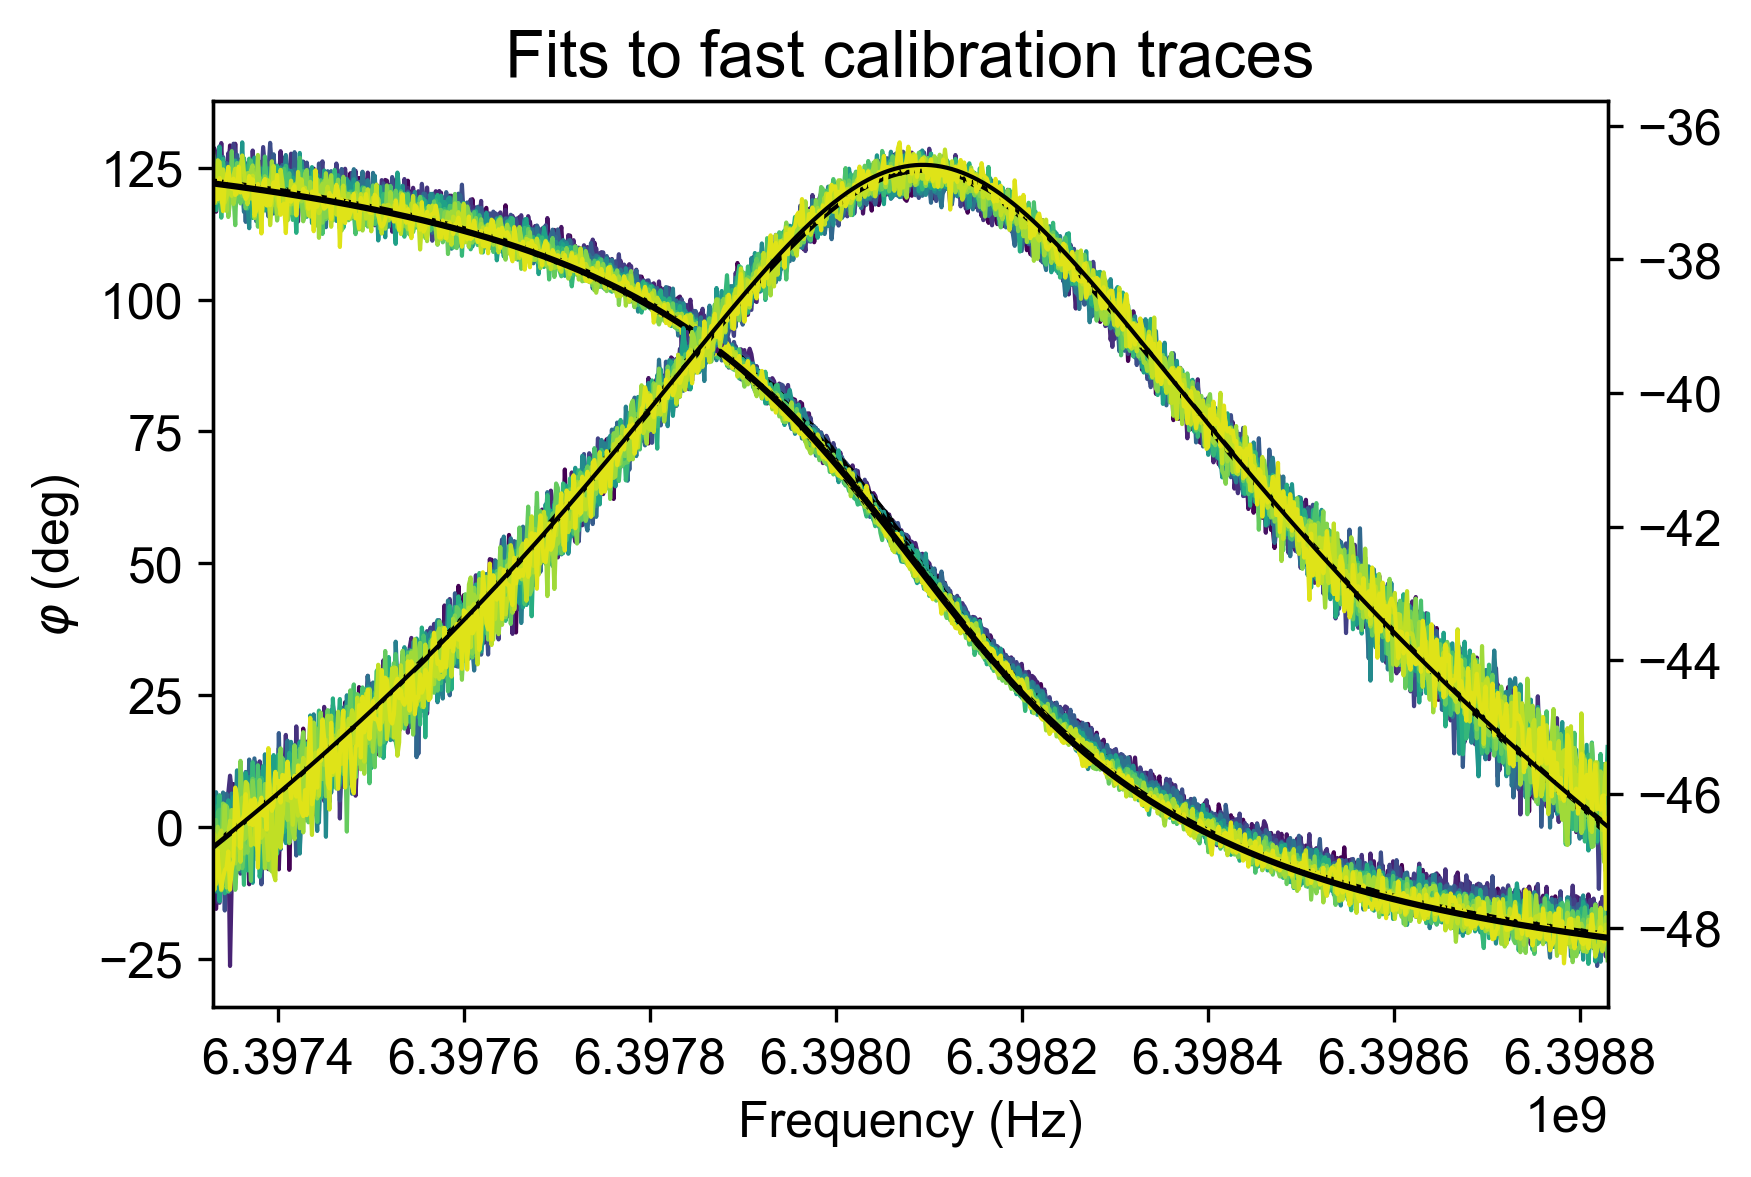 Fits to fast calibration traces
φ (deg)
125
100
75
50
25
0
−25
−36
−38
−40
−42
−44
−46
−48
6.3974 6.3976 6.3978 6.3980 6.3982 6.3984 6.3986 6.3988
1e9
Frequency (Hz)